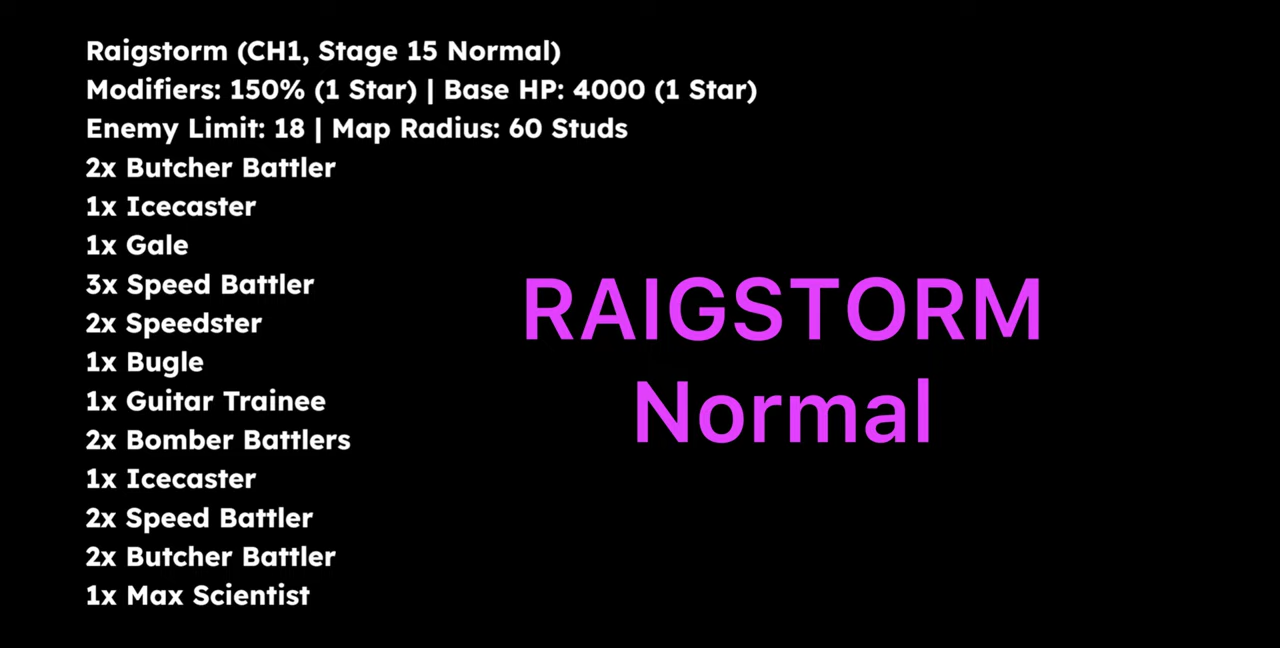 Raigstorm (CH1, Stage 15 Normal)
Modifiers: 150% (1 Star) | Base HP: 4000 (1 Star)
Enemy Limit: 18 | Map Radius: 60 Studs
2x Butcher Battler
1x Icecaster
1x Gale
3x Speed Battler
2x Speedster
1x Bugle
1x Guitar Trainee
2x Bomber Battlers
1x Icecaster
2x Speed Battler
2x Butcher Battler
1x Max Scientist
RAIGSTORM
Normal